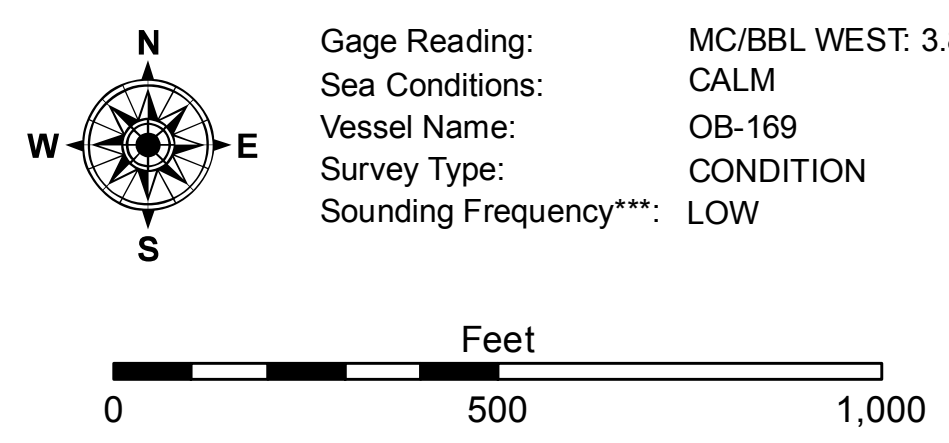 N
W E
S
Gage Reading: MC/BBL WEST: 3.
Sea Conditions: CALM
Vessel Name: OB-169
Survey Type: CONDITION
Sounding Frequency***: LOW
Feet
0 500 1,000